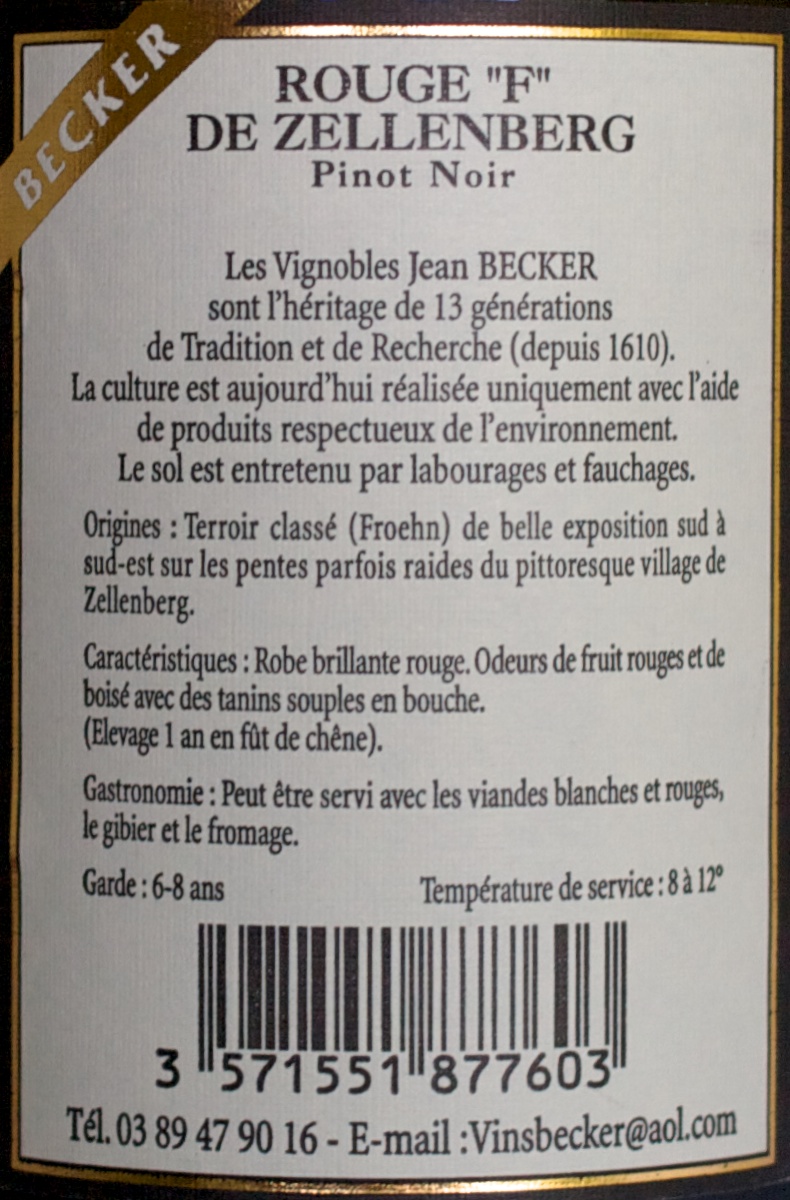 BECKER
ROUGE "F"
DE ZELLENBERG
Pinot Noir
Les Vignobles Jean BECKER
sont l'héritage de 13 générations
de Tradition et de Recherche (depuis 1610).
La culture est aujourd'hui réalisée uniquement avec l'aide
de produits respectueux de l'environnement.
Le sol est entretenu par labourages et fauchages.
Origines : Terroir classé (Froehn) de belle exposition sud à
sud-est sur les pentes parfois raides du pittoresque village de
Zellenberg.
Caractéristiques : Robe brillante rouge. Odeurs de fruit rouges et de
boisé avec des tanins souples en bouche.
(Elevage 1 an en fût de chêne).
Gastronomie : Peut être servi avec les viandes blanches et rouges,
le gibier et le fromage.
Garde : 6-8 ans Température de service : 8 à 12°
3 571551 877603
Tél. 03 89 47 90 16 - E-mail :Vinsbecker@aol.com